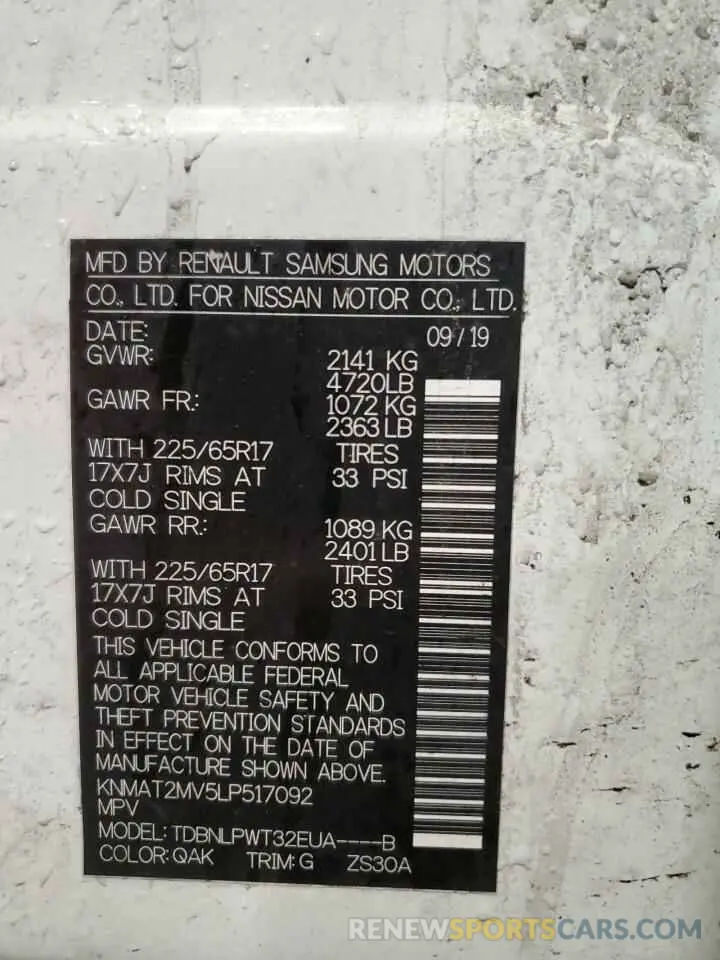 MFD BY RENAULT SAMSUNG MOTORS
CO., LTD. FOR NISSAN MOTOR CO., LTD.
DATE: 09/19
GVWR: 2141 KG
4720LB
GAWR FR.: 1072 KG
2363 LB
WITH 225/65R17 TIRES
17X7J RIMS AT 33 PSI
COLD SINGLE
GAWR RR.: 1089 KG
2401 LB
WITH 225/65R17 TIRES
17X7J RIMS AT 33 PSI
COLD SINGLE
THIS VEHICLE CONFORMS TO
ALL APPLICABLE FEDERAL
MOTOR VEHICLE SAFETY AND
THEFT PREVENTION STANDARDS
IN EFFECT ON THE DATE OF
MANUFACTURE SHOWN ABOVE.
KNMAT2MV5LP517092
MPV
MODEL: TDBNLPWT32EUA----B
COLOR: QAK TRIM: G ZS30A
RENEWSPORTSCARS.COM